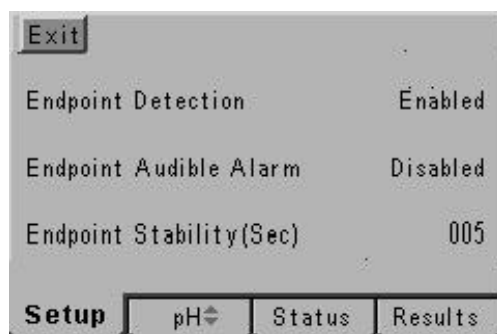 Exit
Endpoint Detection Enabled
Endpoint Audible Alarm Disabled
Endpoint Stability(Sec) 005
Setup pH Status Results